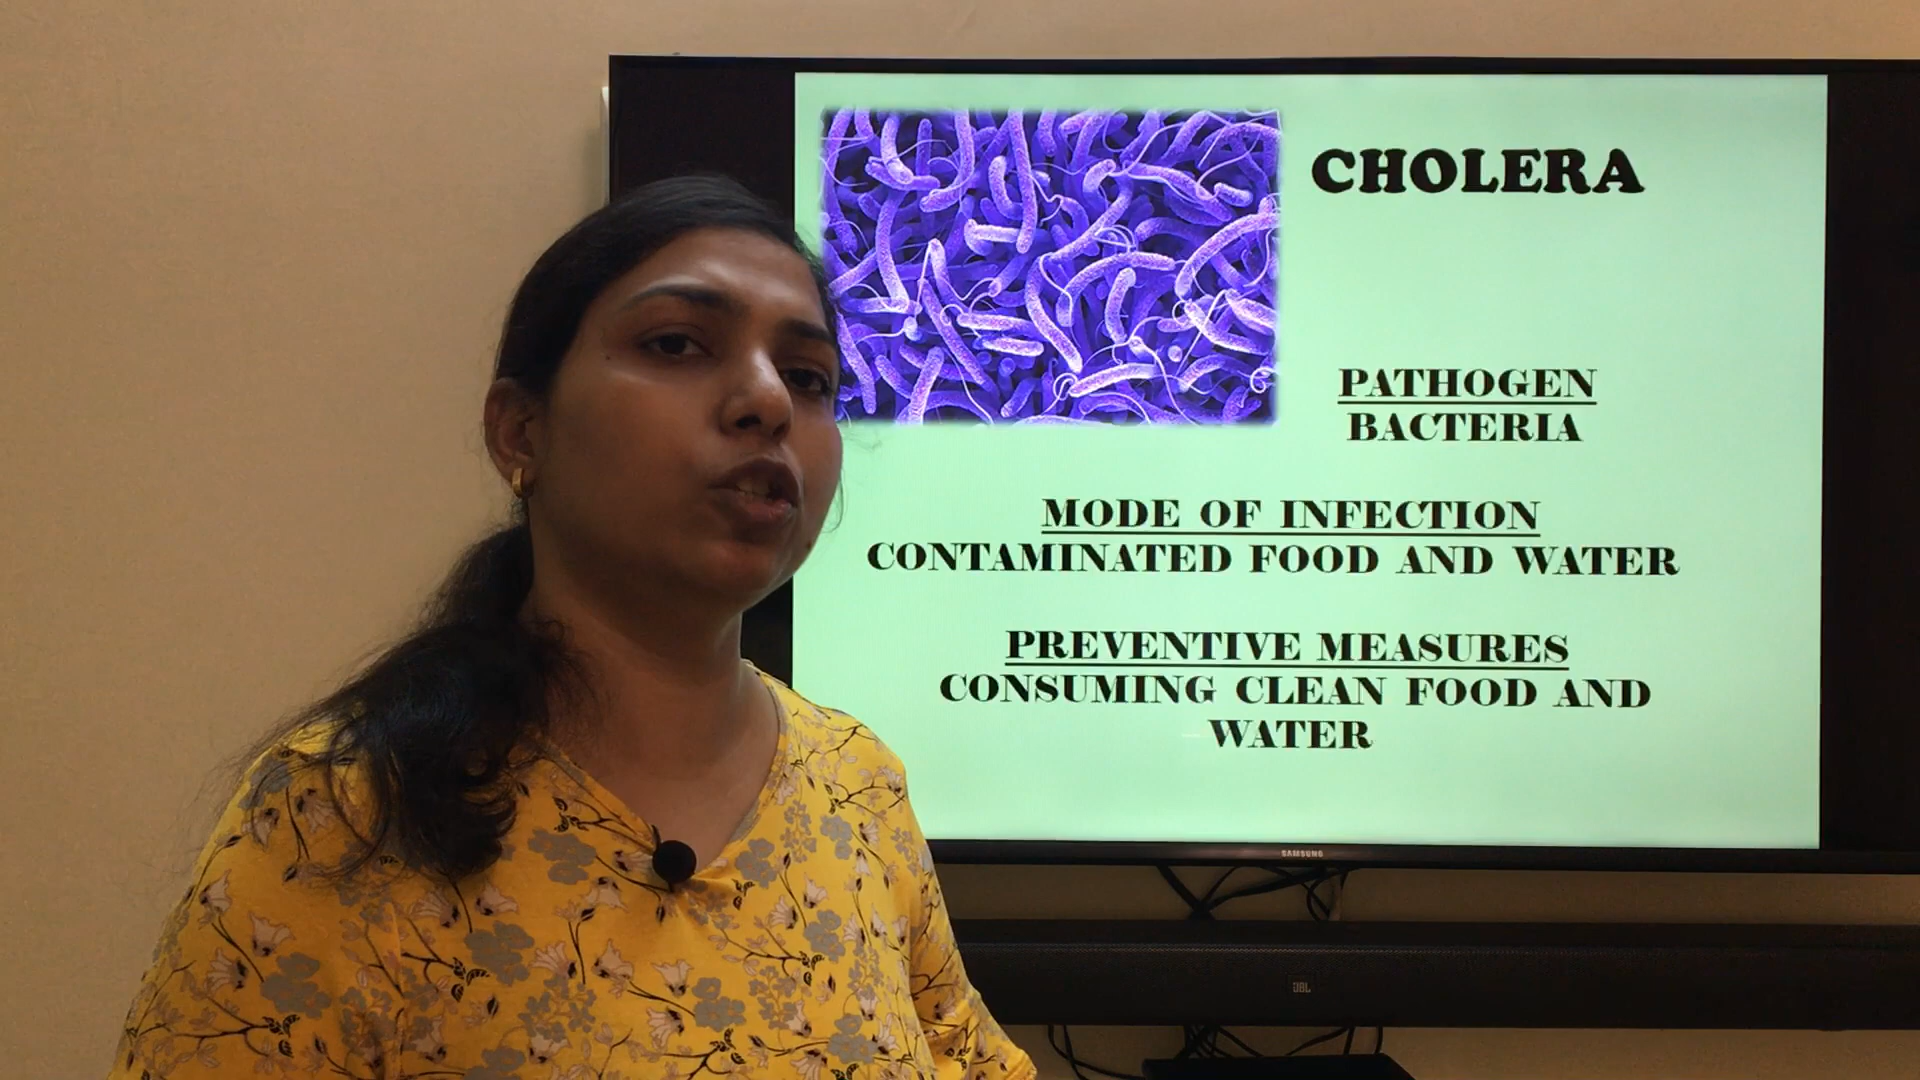 CHOLERA
PATHOGEN
BACTERIA
MODE OF INFECTION
CONTAMINATED FOOD AND WATER
PREVENTIVE MEASURES
CONSUMING CLEAN FOOD AND
WATER
SAMSUNG
JBL